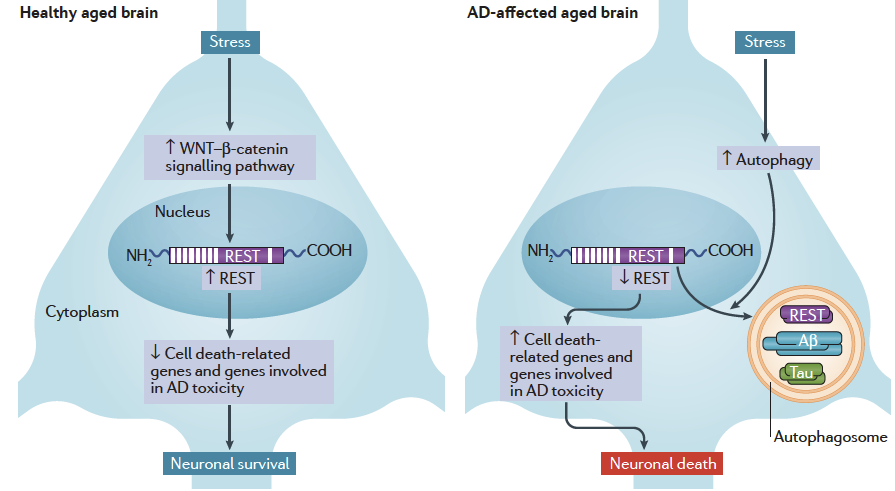 Healthy aged brain
Stress
↑ WNT–β-catenin
signalling pathway
Nucleus
NH2
REST
COOH
↑ REST
Cytoplasm
↓ Cell death-related
genes and genes involved
in AD toxicity
Neuronal survival
AD-affected aged brain
Stress
↑ Autophagy
NH2
REST
COOH
↓ REST
↑ Cell death-
related genes and
genes involved
in AD toxicity
REST
Aβ
Tau
Autophagosome
Neuronal death